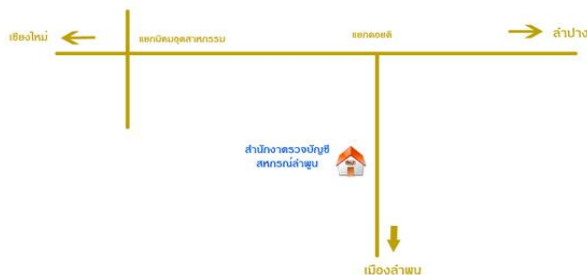 เชียงใหม่
แยกนิคมอุตสาหกรรม
แยกดอยติ
ลำปาง
สำนักงาตรวจบัญชี
สหกรณ์ลำพูน
เมืองลำพูน